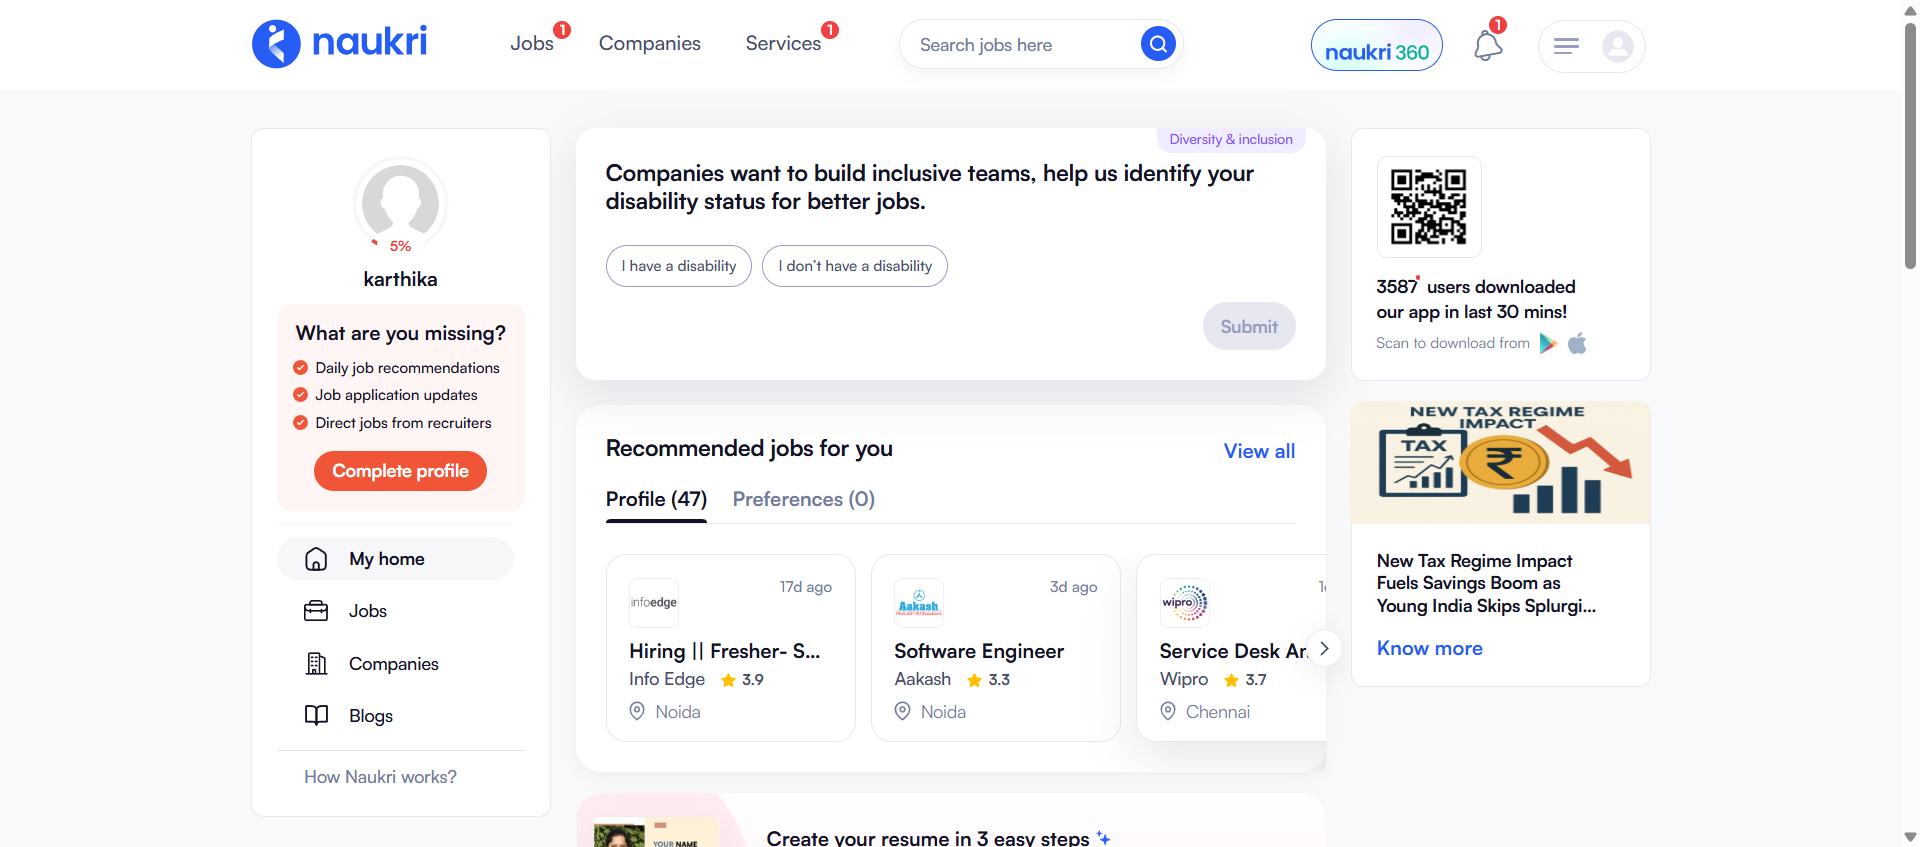 naukri
Jobs 1
Companies
Services 1
Search jobs here
naukri 360
1
5%
karthika
What are you missing?
Daily job recommendations
Job application updates
Direct jobs from recruiters
Complete profile
My home
Jobs
Companies
Blogs
How Naukri works?
Diversity & inclusion
Companies want to build inclusive teams, help us identify your
disability status for better jobs.
I have a disability
I don't have a disability
Submit
Recommended jobs for you
View all
Profile (47)
Preferences (0)
infoedge
17d ago
Hiring || Fresher- S...
Info Edge 3.9
Noida
Aakash
3d ago
Software Engineer
Aakash 3.3
Noida
wipro
Service Desk An
Wipro 3.7
Chennai
Create your resume in 3 easy steps
YOUR NAME
3587 users downloaded
our app in last 30 mins!
Scan to download from
NEW TAX REGIME
IMPACT
TAX
New Tax Regime Impact
Fuels Savings Boom as
Young India Skips Splurgi...
Know more